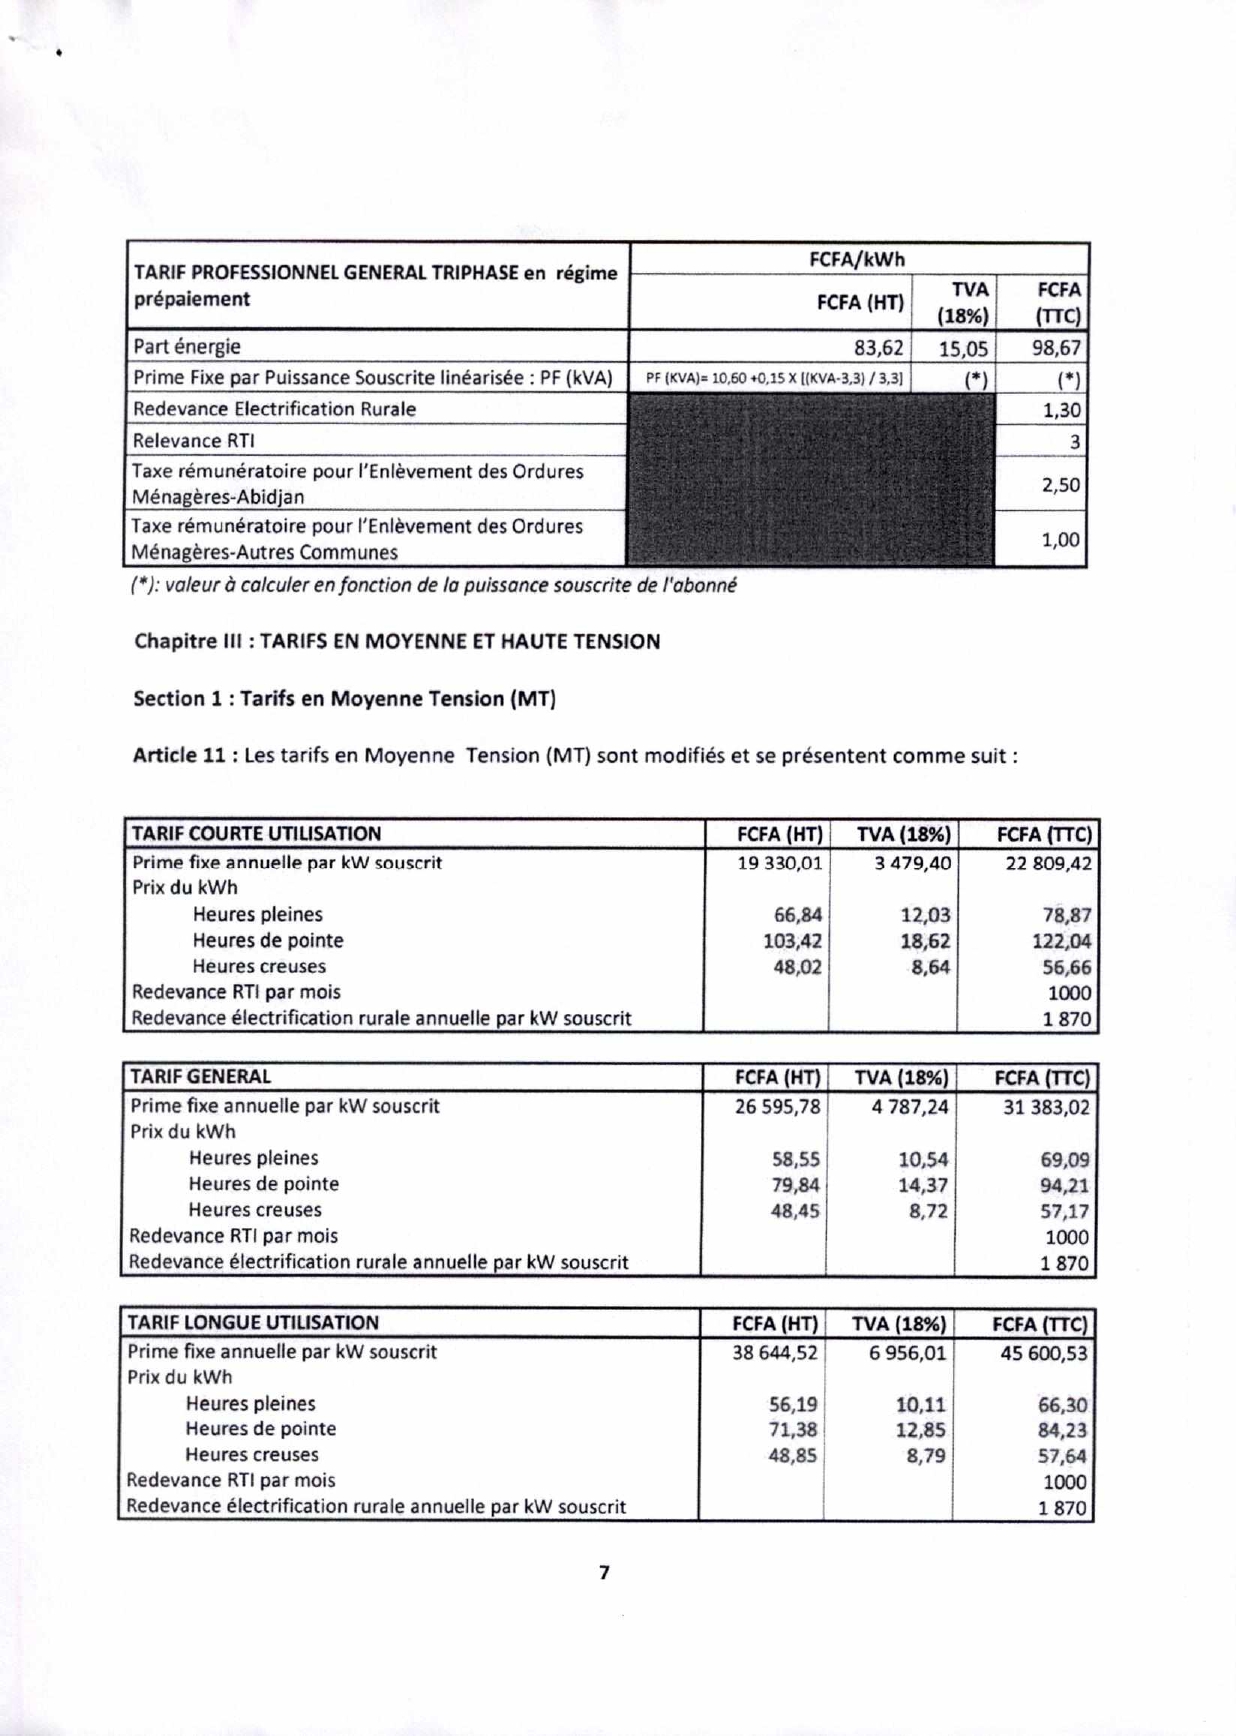 TARIF PROFESSIONNEL GENERAL TRIPHASE en régime prépaiement
FCFA/kWh
FCFA (HT) TVA (18%) FCFA (TTC)
Part énergie 83,62 15,05 98,67
Prime Fixe par Puissance Souscrite linéarisée : PF (kVA) PF (KVA)= 10,60 +0,15 X [(KVA-3,3) / 3,3] (*) (*)
Redevance Electrification Rurale 1,30
Relevance RTI 3
Taxe rémunératoire pour l'Enlèvement des Ordures
Ménagères-Abidjan 2,50
Taxe rémunératoire pour l'Enlèvement des Ordures
Ménagères-Autres Communes 1,00
(*): valeur à calculer en fonction de la puissance souscrite de l'abonné
Chapitre III : TARIFS EN MOYENNE ET HAUTE TENSION
Section 1 : Tarifs en Moyenne Tension (MT)
Article 11 : Les tarifs en Moyenne Tension (MT) sont modifiés et se présentent comme suit :
TARIF COURTE UTILISATION FCFA (HT) TVA (18%) FCFA (TTC)
Prime fixe annuelle par kW souscrit 19 330,01 3 479,40 22 809,42
Prix du kWh
Heures pleines 66,84 12,03 78,87
Heures de pointe 103,42 18,62 122,04
Heures creuses 48,02 8,64 56,66
Redevance RTI par mois 1000
Redevance électrification rurale annuelle par kW souscrit 1 870
TARIF GENERAL FCFA (HT) TVA (18%) FCFA (TTC)
Prime fixe annuelle par kW souscrit 26 595,78 4 787,24 31 383,02
Prix du kWh
Heures pleines 58,55 10,54 69,09
Heures de pointe 79,84 14,37 94,21
Heures creuses 48,45 8,72 57,17
Redevance RTI par mois 1000
Redevance électrification rurale annuelle par kW souscrit 1 870
TARIF LONGUE UTILISATION FCFA (HT) TVA (18%) FCFA (TTC)
Prime fixe annuelle par kW souscrit 38 644,52 6 956,01 45 600,53
Prix du kWh
Heures pleines 56,19 10,11 66,30
Heures de pointe 71,38 12,85 84,23
Heures creuses 48,85 8,79 57,64
Redevance RTI par mois 1000
Redevance électrification rurale annuelle par kW souscrit 1 870
7